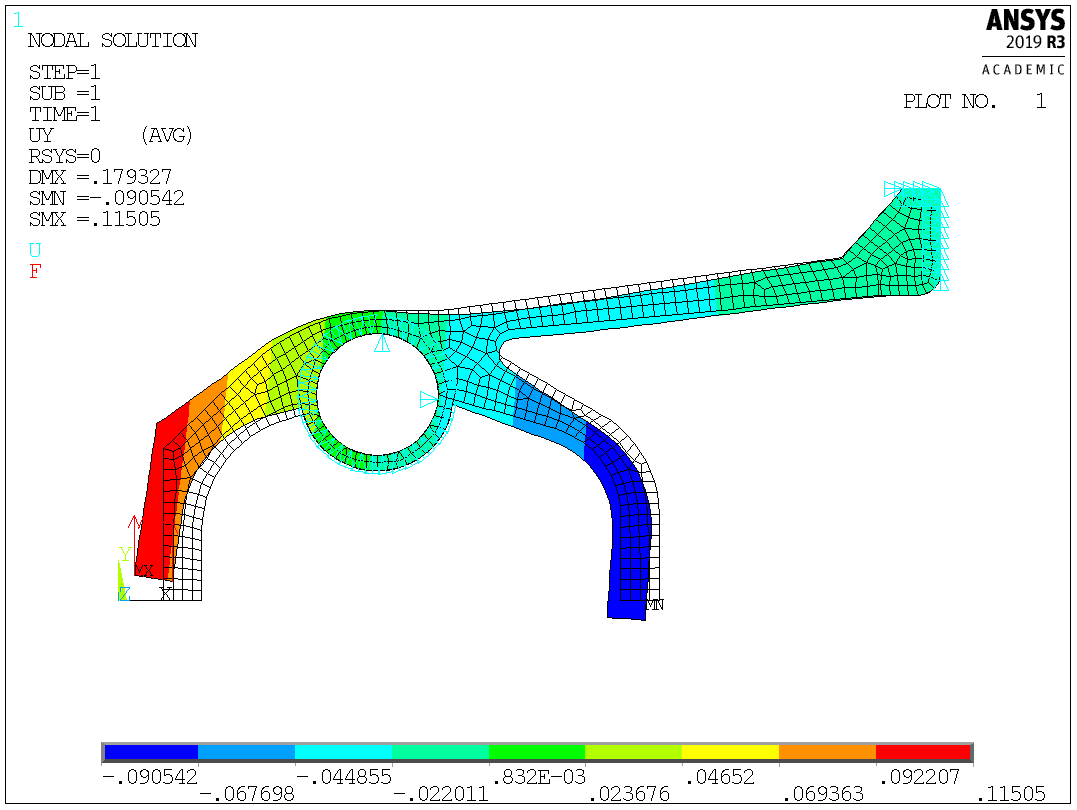 1
NODAL SOLUTION
STEP=1
SUB =1
TIME=1
UY (AVG)
RSYS=0
DMX =.179327
SMN =-.090542
SMX =.11505
U
F
ANSYS
2019 R3
ACADEMIC
PLOT NO. 1
Y
MX
Z X
MN
-.090542 -.044855 .832E-03 .04652 .092207
-.067698 -.022011 .023676 .069363 .11505